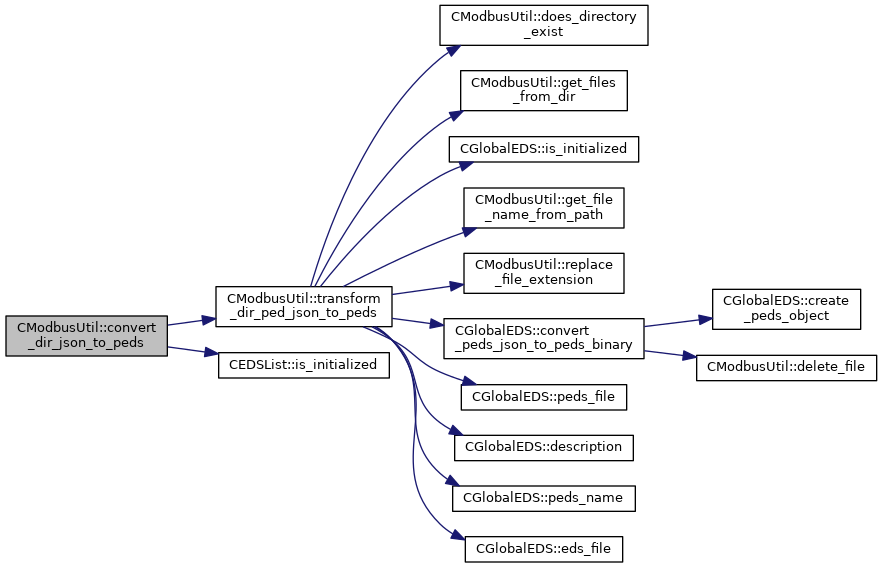 CModbusUtil::does_directory
_exist
CModbusUtil::get_files
_from_dir
CGlobalEDS::is_initialized
CModbusUtil::get_file
_name_from_path
CModbusUtil::replace
_file_extension
CModbusUtil::transform
_dir_ped_json_to_peds
CGlobalEDS::create
_peds_object
CModbusUtil::convert
_dir_json_to_peds
CGlobalEDS::convert
_peds_json_to_peds_binary
CEDSList::is_initialized
CModbusUtil::delete_file
CGlobalEDS::peds_file
CGlobalEDS::description
CGlobalEDS::peds_name
CGlobalEDS::eds_file